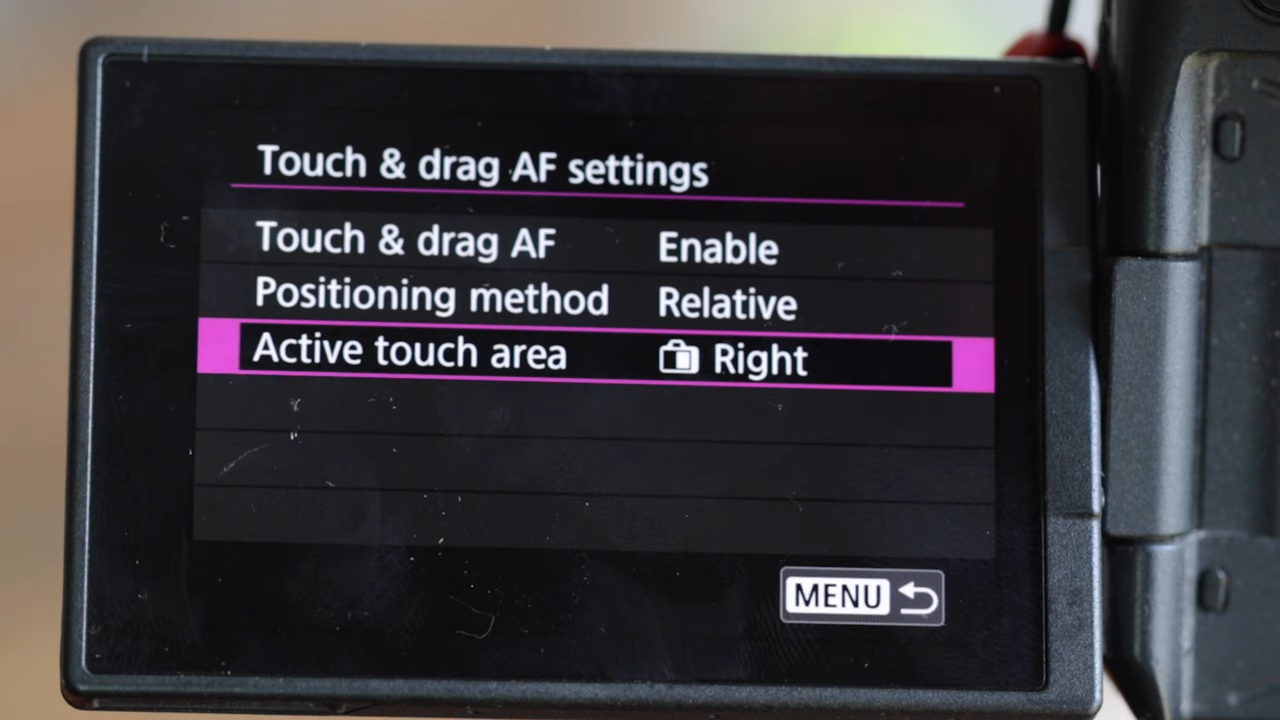 Touch & drag AF settings
Touch & drag AF Enable
Positioning method Relative
Active touch area Right
MENU